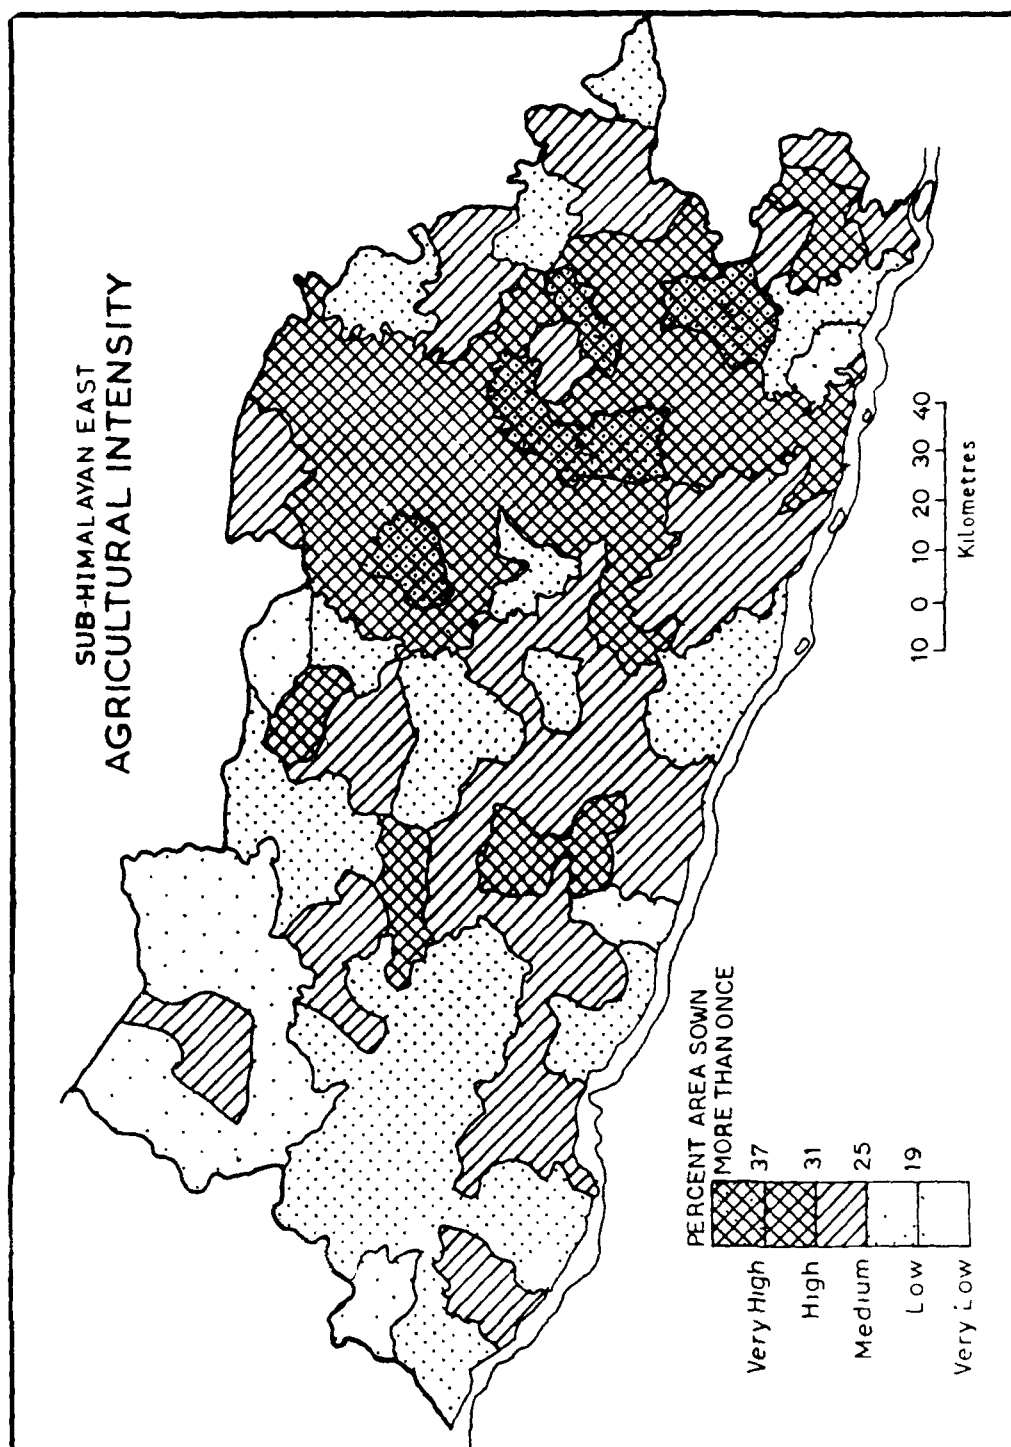 SUB-HIMALAYAN EAST
AGRICULTURAL INTENSITY
PERCENT AREA SOWN
MORE THAN ONCE
Very High
37
High
31
Medium
25
Low
19
Very Low
10 0 10 20 30 40
Kilometres